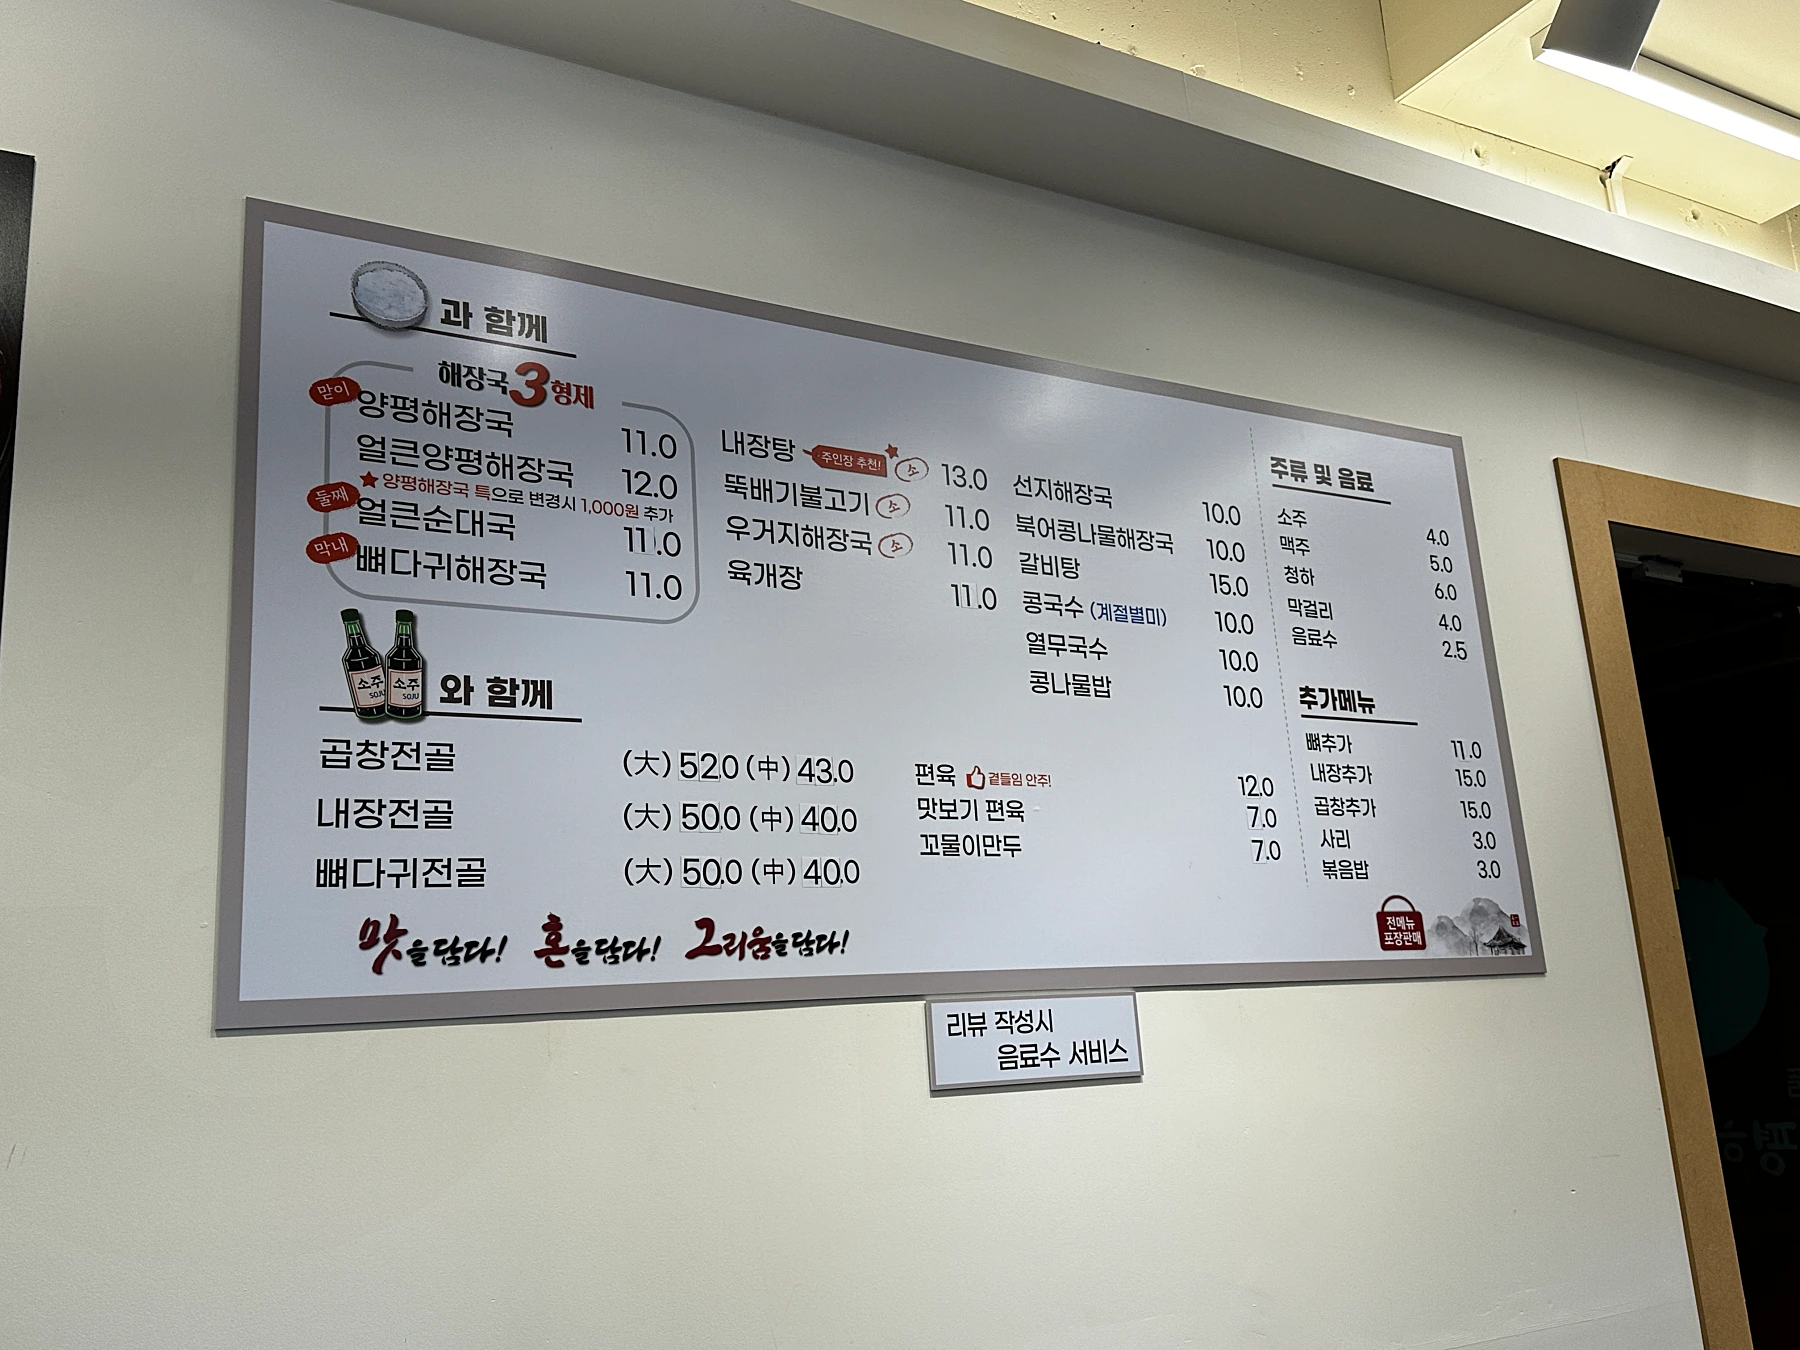 과 함께
해장국 3 형제
맏이 양평해장국 11.0
얼큰양평해장국 12.0
★ 양평해장국 특으로 변경시 1,000원 추가
둘째 얼큰순대국 11.0
막내 뼈다귀해장국 11.0
내장탕 주인장 추천! 소 13.0
뚝배기불고기 소 11.0
우거지해장국 소 11.0
육개장 11.0
선지해장국 10.0
북어콩나물해장국 10.0
갈비탕 15.0
콩국수 (계절별미) 10.0
열무국수 10.0
콩나물밥 10.0
주류 및 음료
소주 4.0
맥주 5.0
청하 6.0
막걸리 4.0
음료수 2.5
소주 SOJU 소주 SOJU
와 함께
곱창전골 (大) 52.0 (中) 43.0
내장전골 (大) 50.0 (中) 40.0
뼈다귀전골 (大) 50.0 (中) 40.0
편육 곁들임 안주! 12.0
맛보기 편육 7.0
꼬물이만두 7.0
추가메뉴
뼈추가 11.0
내장추가 15.0
곱창추가 15.0
사리 3.0
볶음밥 3.0
맛을 담다! 혼을 담다! 그리움을 담다!
전메뉴
포장판매
리뷰 작성시
음료수 서비스